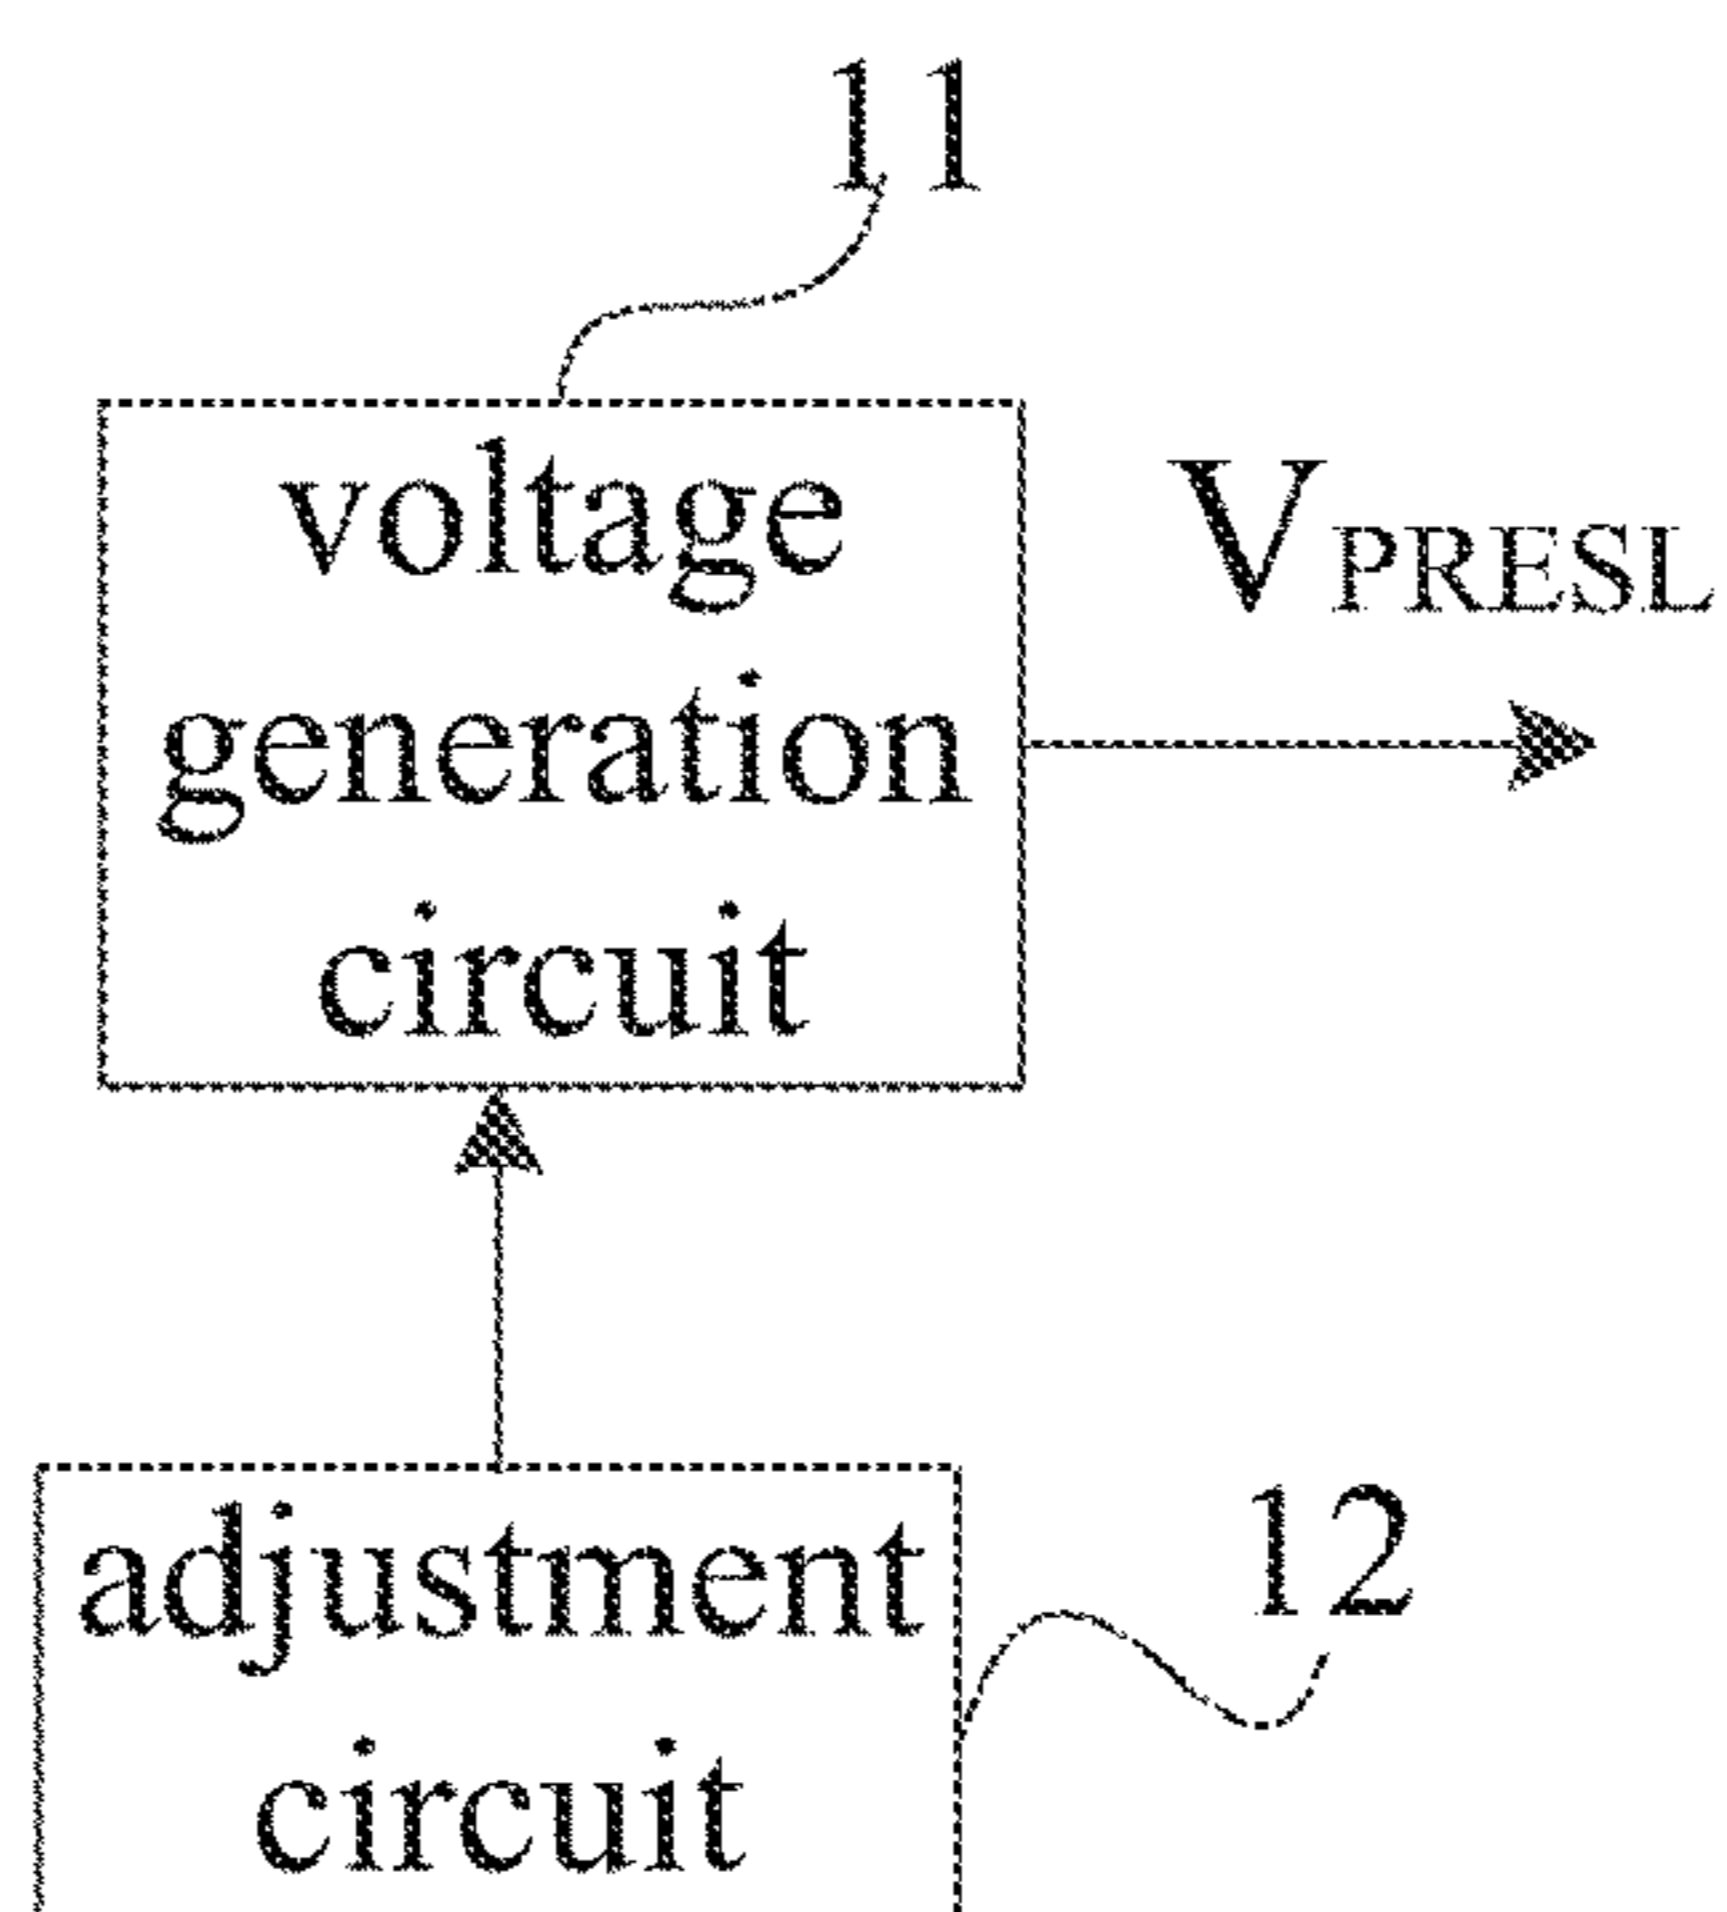 11
voltage
generation
circuit
VPRESL
adjustment
circuit
12